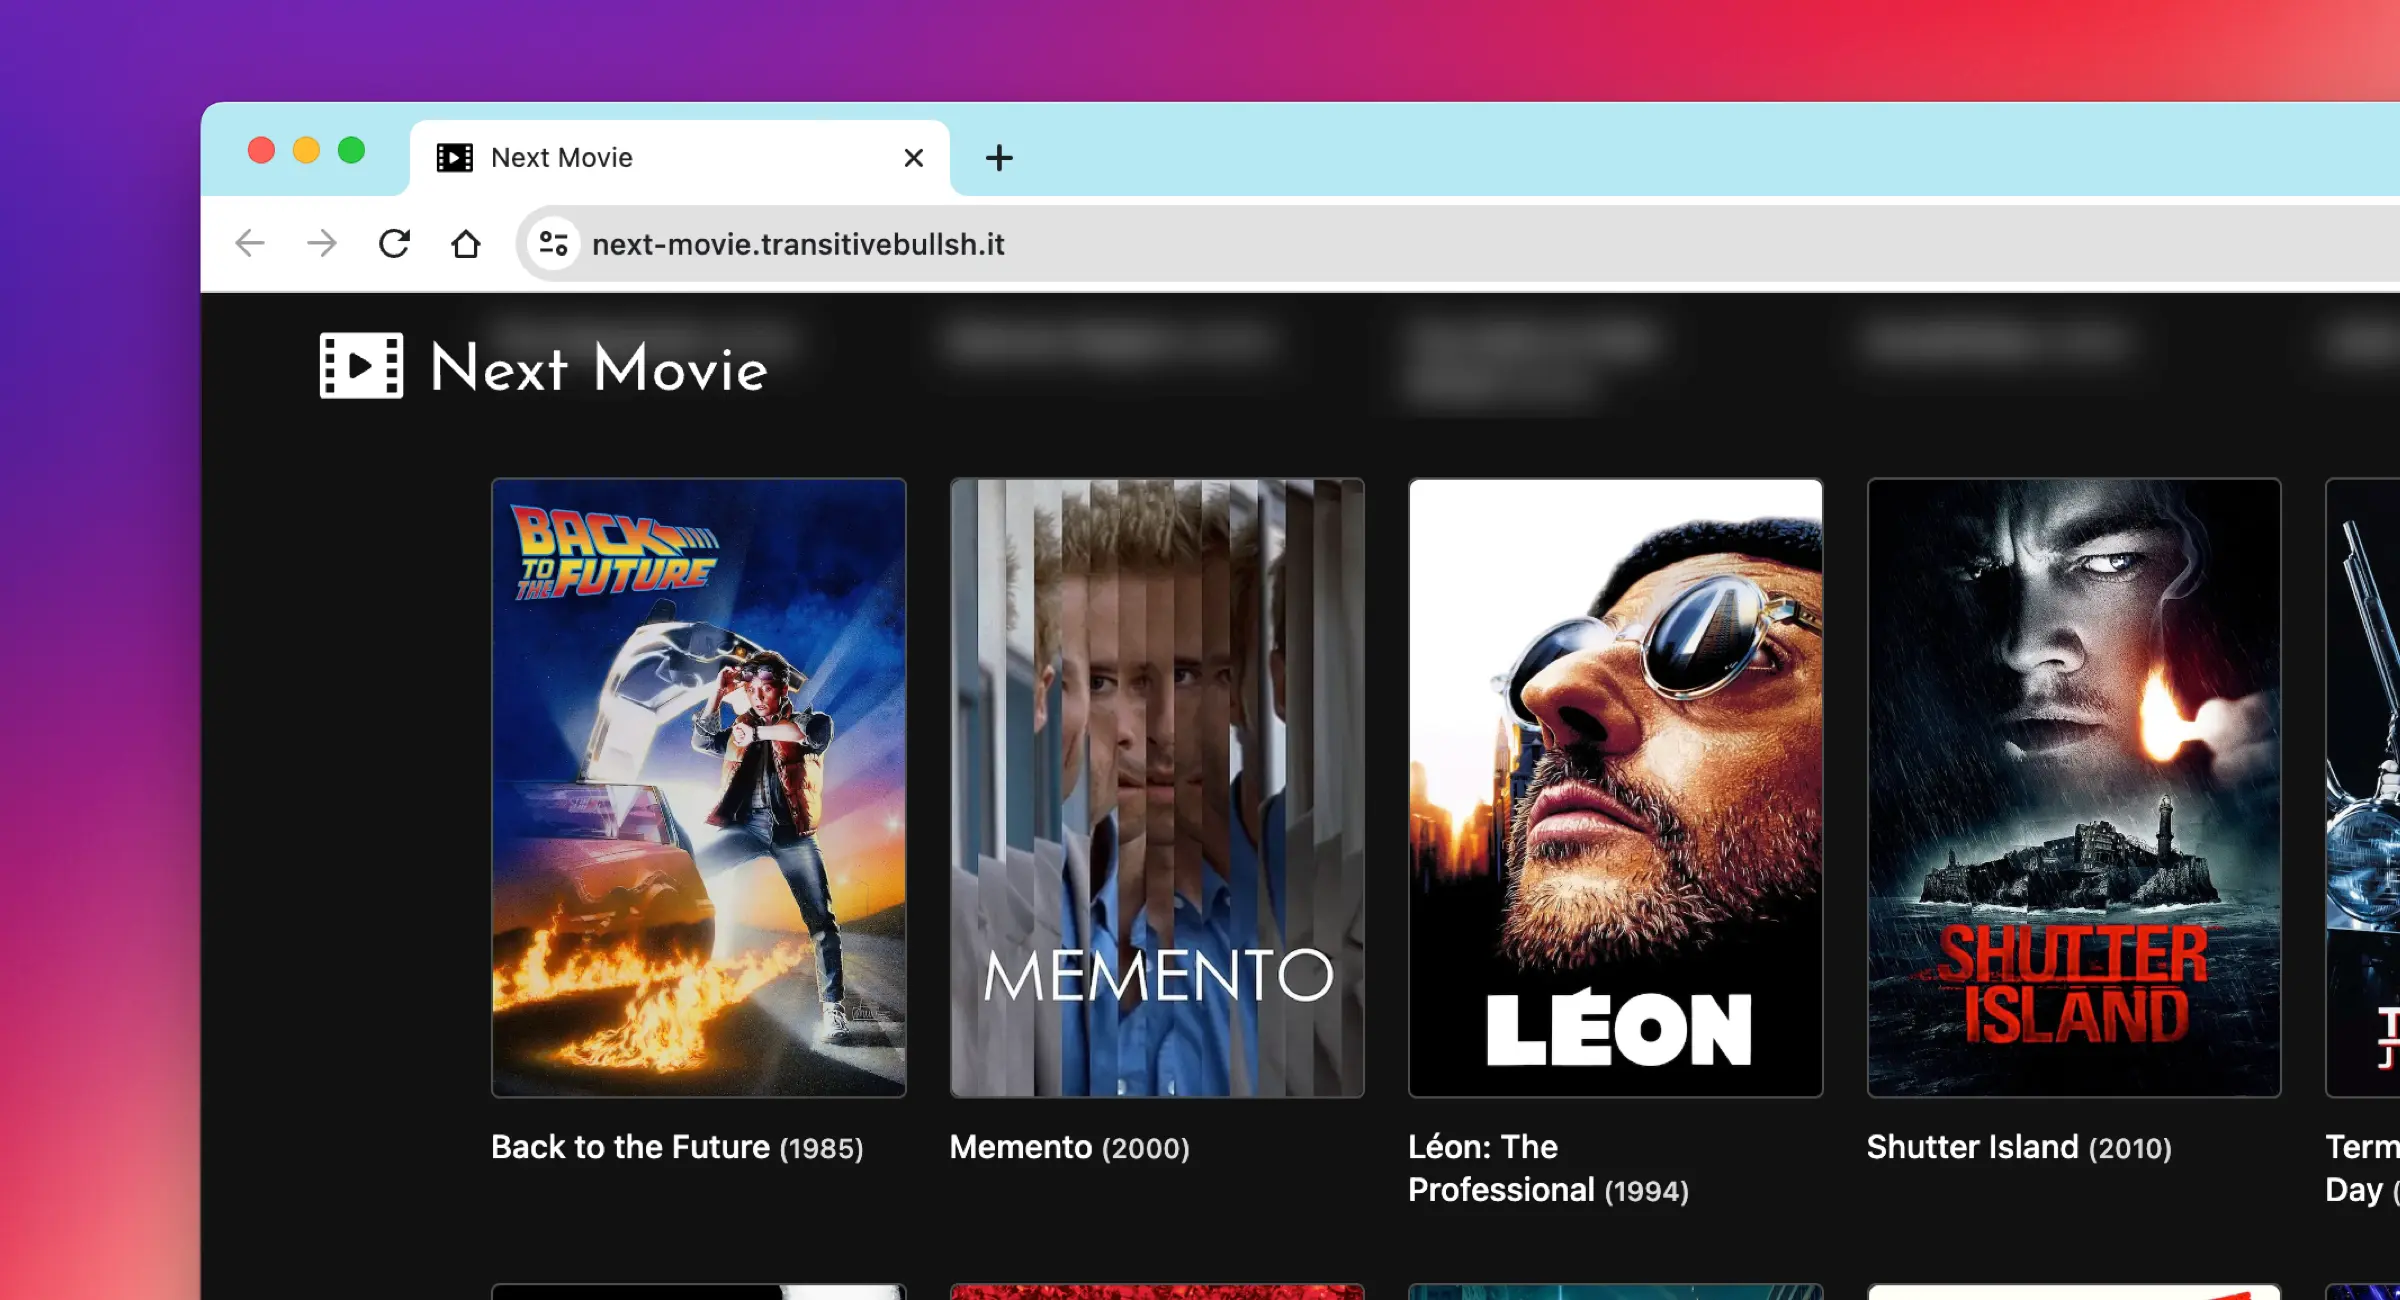 Next Movie
next-movie.transitivebullsh.it
Next Movie
BACK
TO
THE FUTURE
MEMENTO
LÉON
SHUTTER
ISLAND
Back to the Future (1985)
Memento (2000)
Léon: The
Professional (1994)
Shutter Island (2010)
Term
Day (